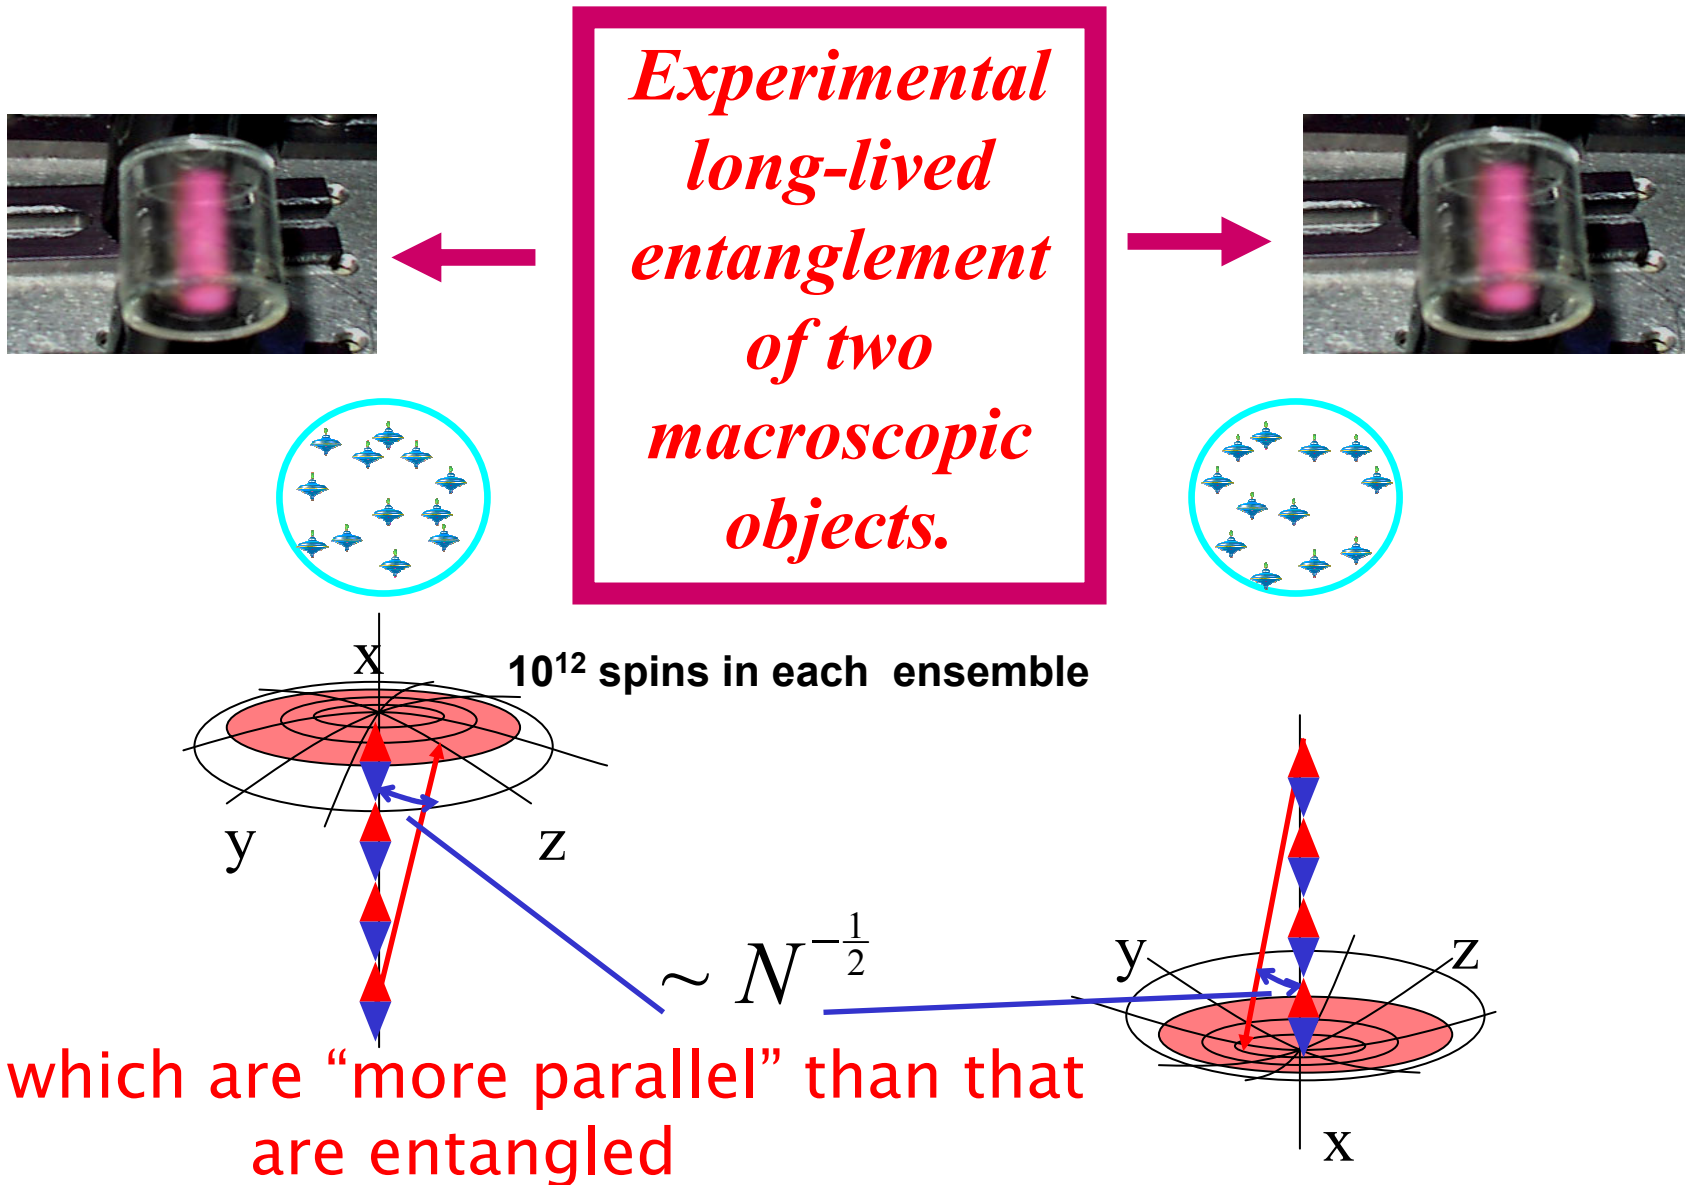 Experimental
long-lived
entanglement
of two
macroscopic
objects.
10¹² spins in each ensemble
x
y
z
~ N^{-1/2}
y
z
x
which are “more parallel” than that
are entangled